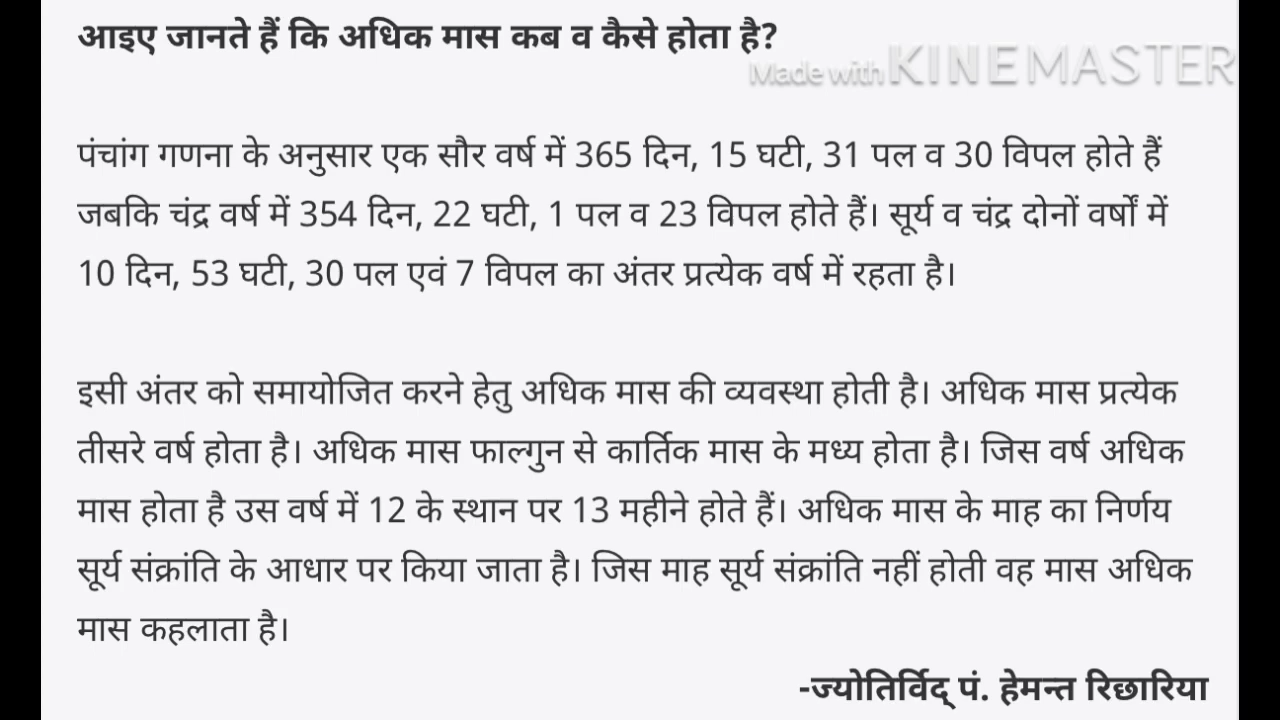 आइए जानते हैं कि अधिक मास कब व कैसे होता है?
Made with KINEMASTER
पंचांग गणना के अनुसार एक सौर वर्ष में 365 दिन, 15 घटी, 31 पल व 30 विपल होते हैं
जबकि चंद्र वर्ष में 354 दिन, 22 घटी, 1 पल व 23 विपल होते हैं। सूर्य व चंद्र दोनों वर्षों में
10 दिन, 53 घटी, 30 पल एवं 7 विपल का अंतर प्रत्येक वर्ष में रहता है।
इसी अंतर को समायोजित करने हेतु अधिक मास की व्यवस्था होती है। अधिक मास प्रत्येक
तीसरे वर्ष होता है। अधिक मास फाल्गुन से कार्तिक मास के मध्य होता है। जिस वर्ष अधिक
मास होता है उस वर्ष में 12 के स्थान पर 13 महीने होते हैं। अधिक मास के माह का निर्णय
सूर्य संक्रांति के आधार पर किया जाता है। जिस माह सूर्य संक्रांति नहीं होती वह मास अधिक
मास कहलाता है।
-ज्योतिर्विद् पं. हेमन्त रिछारिया